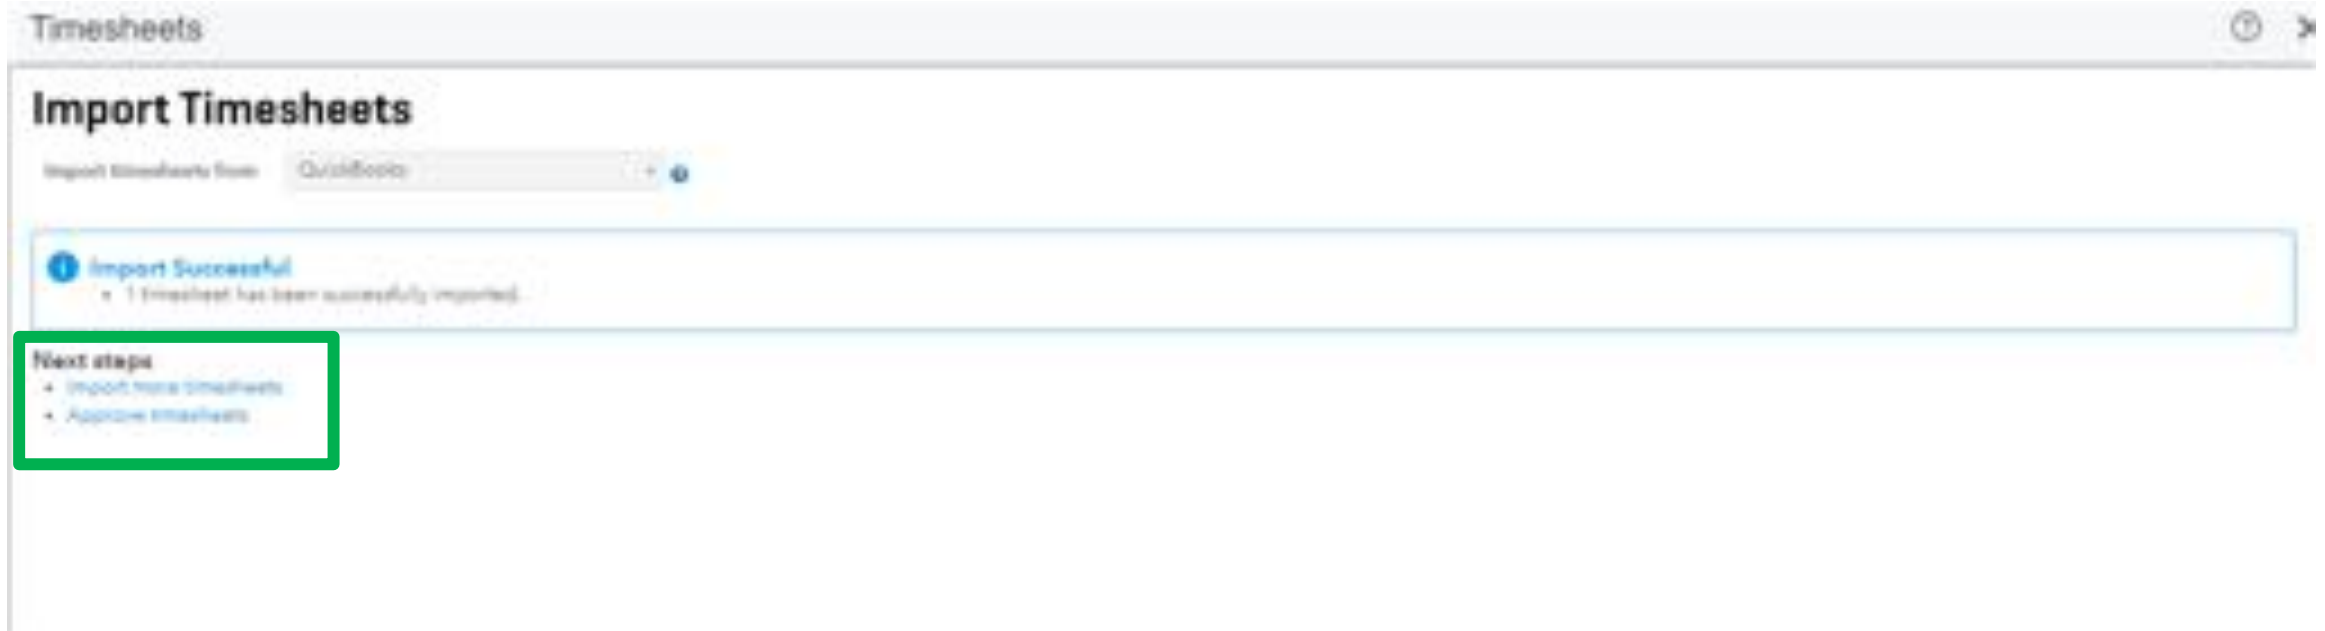 Timesheets
Import Timesheets
Import timesheets from QuickBooks
Import Successful
1 timesheet has been successfully imported.
Next steps
Import more timesheets
Approve timesheets